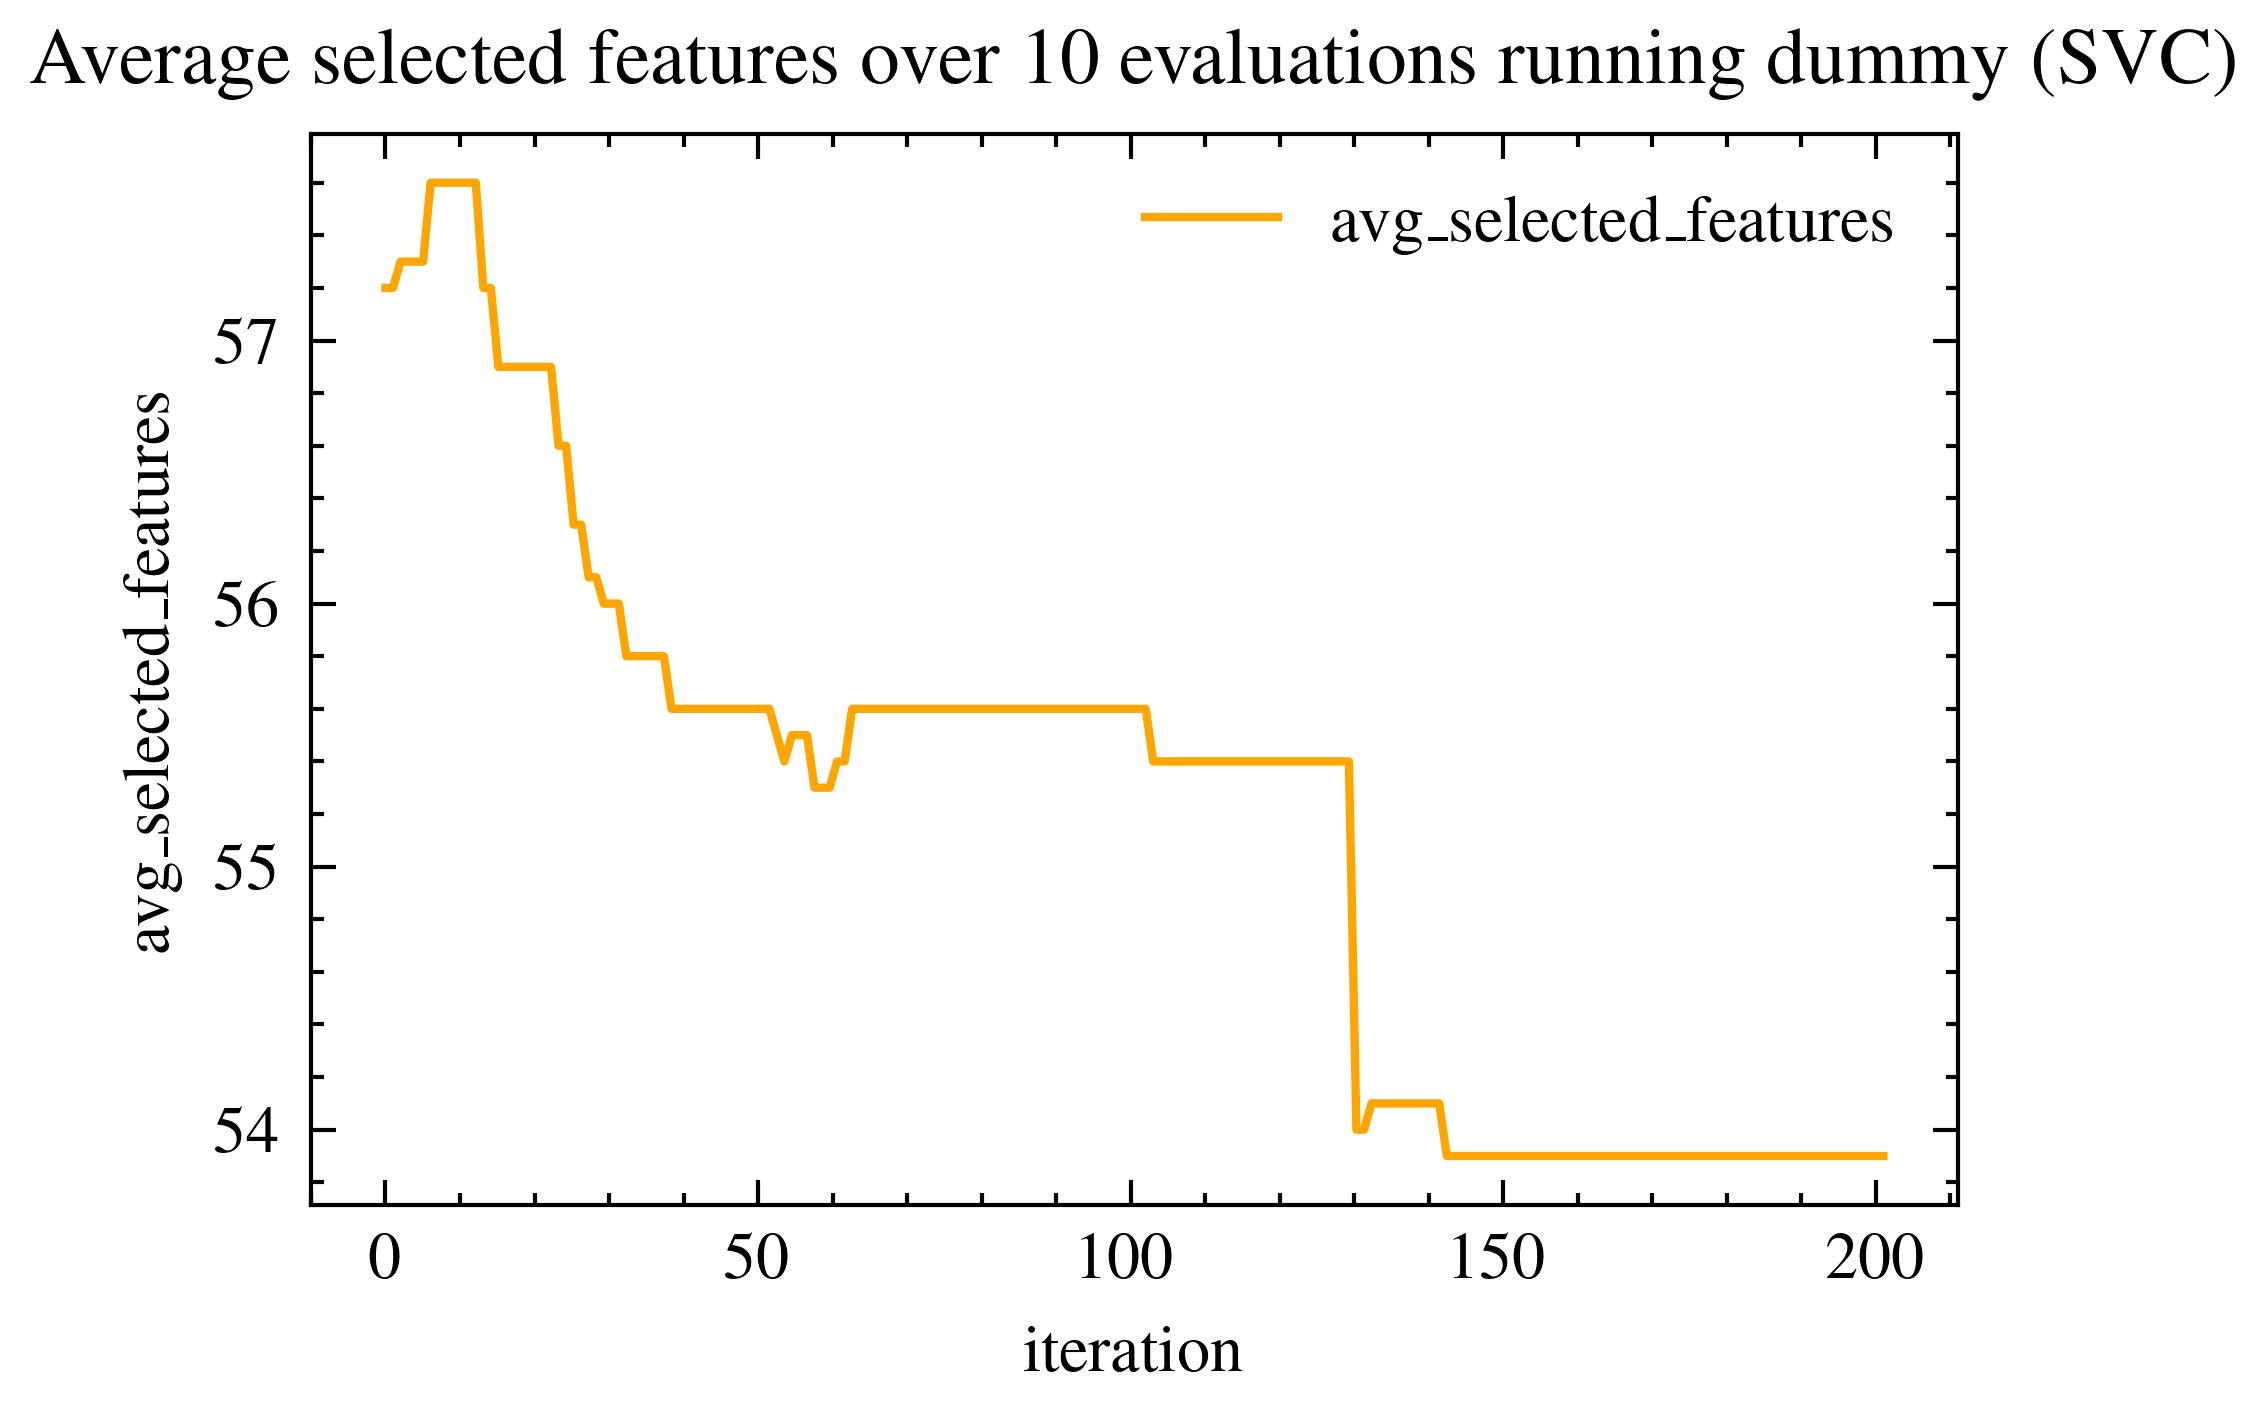 Average selected features over 10 evaluations running dummy (SVC)
avg_selected_features
57
56
55
54
avg_selected_features
0 50 100 150 200
iteration